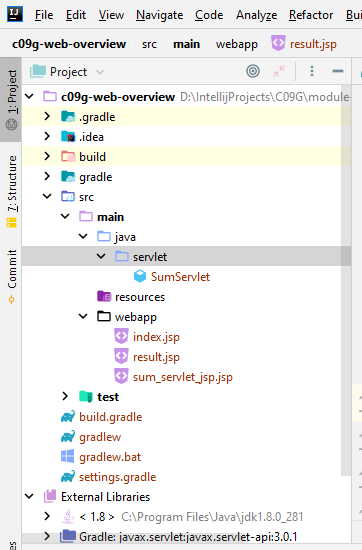 File Edit View Navigate Code Analyze Refactor
c09g-web-overview src main webapp result.jsp
1: Project
7: Structure
Commit
Project
c09g-web-overview D:\IntellijProjects\C09G\module-
.gradle
.idea
build
gradle
src
main
java
servlet
SumServlet
resources
webapp
index.jsp
result.jsp
sum_servlet_jsp.jsp
test
build.gradle
gradlew
gradlew.bat
settings.gradle
External Libraries
< 1.8 > C:\Program Files\Java\jdk1.8.0_281
Gradle: javax.servlet:javax.servlet-api:3.0.1